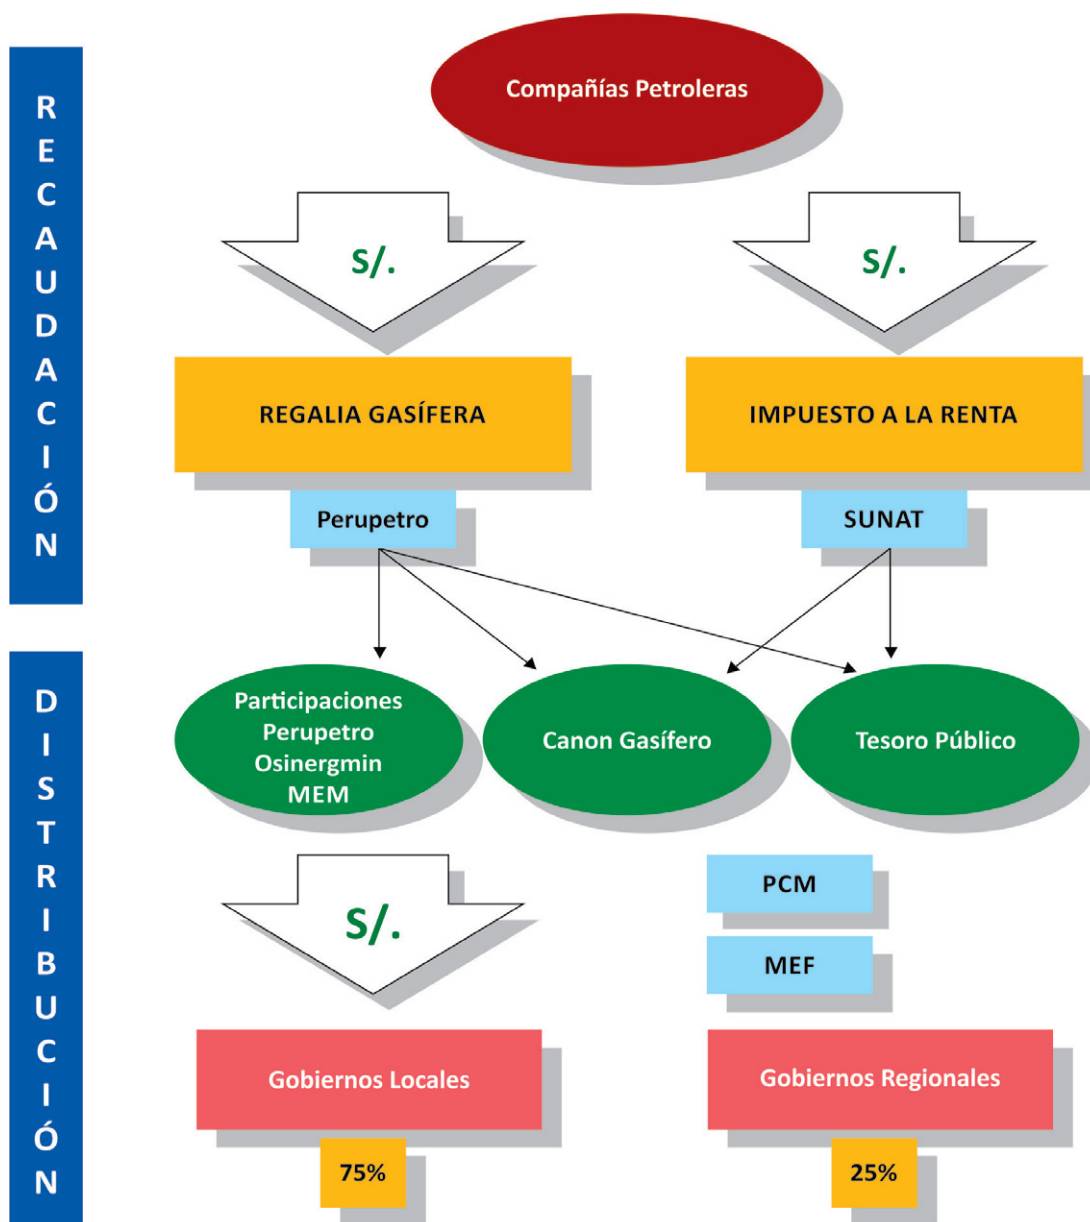 RECAUDACIÓN
Compañías Petroleras
S/.
S/.
REGALIA GASÍFERA
IMPUESTO A LA RENTA
Perupetro
SUNAT
DISTRIBUCIÓN
Participaciones
Perupetro
Osinergmin
MEM
Canon Gasífero
Tesoro Público
S/.
PCM
MEF
Gobiernos Locales
Gobiernos Regionales
75%
25%